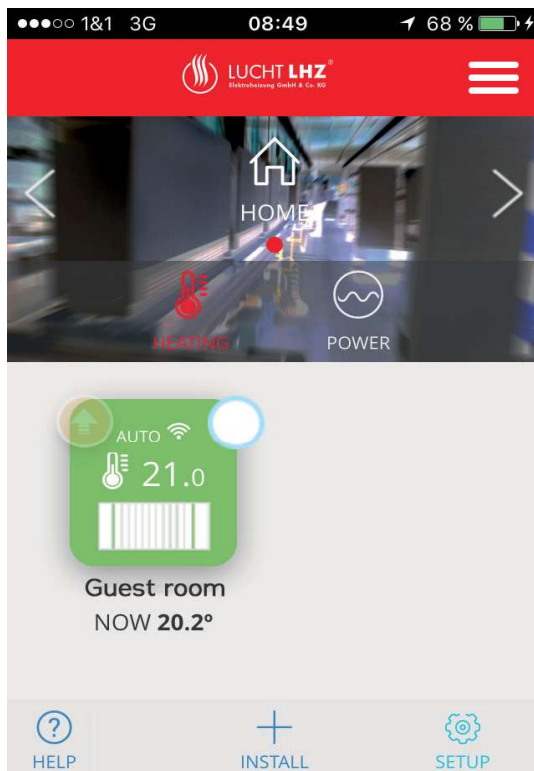 1&1 3G 08:49 68 %
LUCHT LHZ®
Elektroheizung GmbH & Co. KG
HOME
HEATING POWER
AUTO
21.0
Guest room
NOW 20.2º
? +
HELP INSTALL SETUP